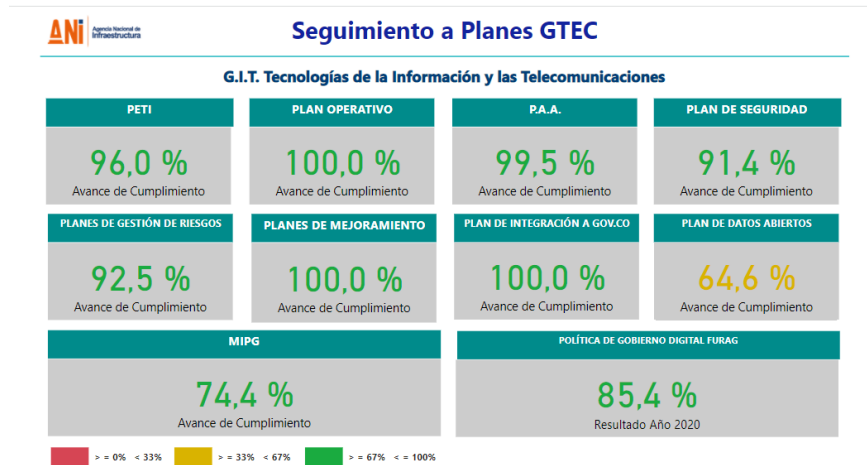 ANi Agencia Nacional de
Infraestructura
Seguimiento a Planes GTEC
G.I.T. Tecnologías de la Información y las Telecomunicaciones
PETI
96,0 %
Avance de Cumplimiento
PLAN OPERATIVO
100,0 %
Avance de Cumplimiento
P.A.A.
99,5 %
Avance de Cumplimiento
PLAN DE SEGURIDAD
91,4 %
Avance de Cumplimiento
PLANES DE GESTIÓN DE RIESGOS
92,5 %
Avance de Cumplimiento
PLANES DE MEJORAMIENTO
100,0 %
Avance de Cumplimiento
PLAN DE INTEGRACIÓN A GOV.CO
100,0 %
Avance de Cumplimiento
PLAN DE DATOS ABIERTOS
64,6 %
Avance de Cumplimiento
MIPG
74,4 %
Avance de Cumplimiento
POLÍTICA DE GOBIERNO DIGITAL FURAG
85,4 %
Resultado Año 2020
> = 0% < 33%
> = 33% < 67%
> = 67% < = 100%